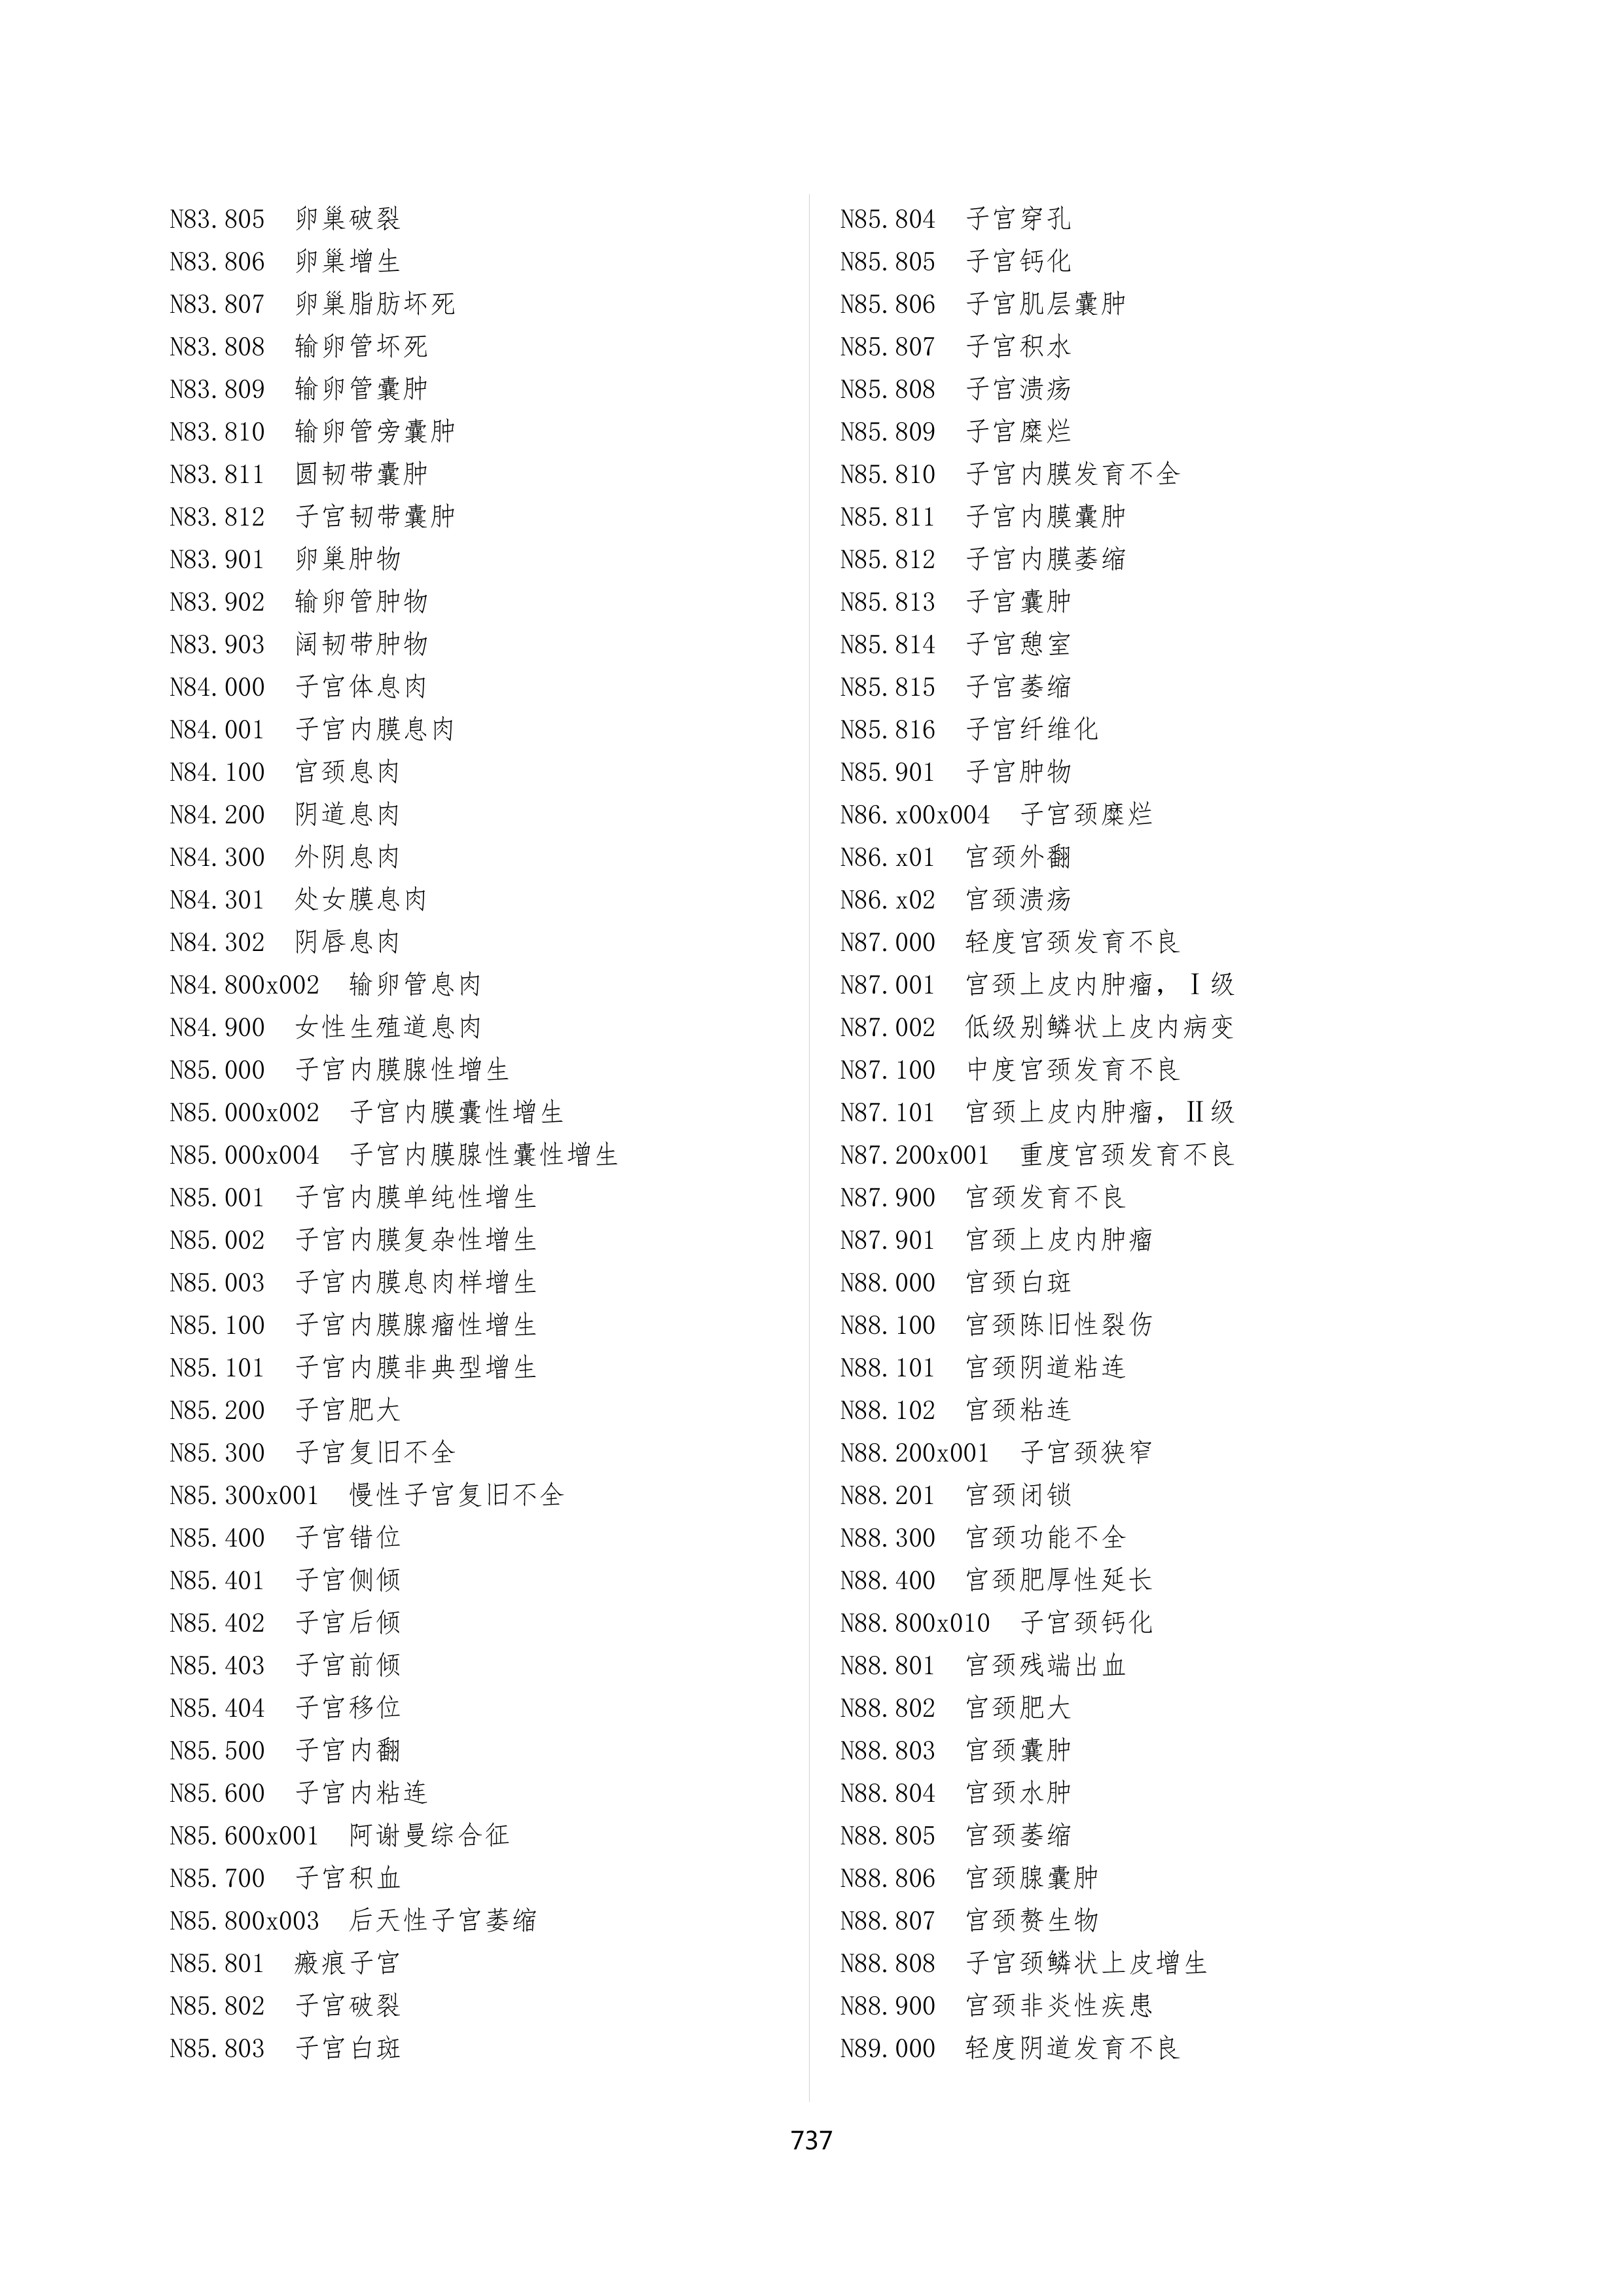 N83.805 卵巢破裂
N83.806 卵巢增生
N83.807 卵巢脂肪坏死
N83.808 输卵管坏死
N83.809 输卵管囊肿
N83.810 输卵管旁囊肿
N83.811 圆韧带囊肿
N83.812 子宫韧带囊肿
N83.901 卵巢肿物
N83.902 输卵管肿物
N83.903 阔韧带肿物
N84.000 子宫体息肉
N84.001 子宫内膜息肉
N84.100 宫颈息肉
N84.200 阴道息肉
N84.300 外阴息肉
N84.301 处女膜息肉
N84.302 阴唇息肉
N84.800x002 输卵管息肉
N84.900 女性生殖道息肉
N85.000 子宫内膜腺性增生
N85.000x002 子宫内膜囊性增生
N85.000x004 子宫内膜腺性囊性增生
N85.001 子宫内膜单纯性增生
N85.002 子宫内膜复杂性增生
N85.003 子宫内膜息肉样增生
N85.100 子宫内膜腺瘤性增生
N85.101 子宫内膜非典型增生
N85.200 子宫肥大
N85.300 子宫复旧不全
N85.300x001 慢性子宫复旧不全
N85.400 子宫错位
N85.401 子宫侧倾
N85.402 子宫后倾
N85.403 子宫前倾
N85.404 子宫移位
N85.500 子宫内翻
N85.600 子宫内粘连
N85.600x001 阿谢曼综合征
N85.700 子宫积血
N85.800x003 后天性子宫萎缩
N85.801 瘢痕子宫
N85.802 子宫破裂
N85.803 子宫白斑
N85.804 子宫穿孔
N85.805 子宫钙化
N85.806 子宫肌层囊肿
N85.807 子宫积水
N85.808 子宫溃疡
N85.809 子宫糜烂
N85.810 子宫内膜发育不全
N85.811 子宫内膜囊肿
N85.812 子宫内膜萎缩
N85.813 子宫囊肿
N85.814 子宫憩室
N85.815 子宫萎缩
N85.816 子宫纤维化
N85.901 子宫肿物
N86.x00x004 子宫颈糜烂
N86.x01 宫颈外翻
N86.x02 宫颈溃疡
N87.000 轻度宫颈发育不良
N87.001 宫颈上皮内肿瘤，Ⅰ级
N87.002 低级别鳞状上皮内病变
N87.100 中度宫颈发育不良
N87.101 宫颈上皮内肿瘤，Ⅱ级
N87.200x001 重度宫颈发育不良
N87.900 宫颈发育不良
N87.901 宫颈上皮内肿瘤
N88.000 宫颈白斑
N88.100 宫颈陈旧性裂伤
N88.101 宫颈阴道粘连
N88.102 宫颈粘连
N88.200x001 子宫颈狭窄
N88.201 宫颈闭锁
N88.300 宫颈功能不全
N88.400 宫颈肥厚性延长
N88.800x010 子宫颈钙化
N88.801 宫颈残端出血
N88.802 宫颈肥大
N88.803 宫颈囊肿
N88.804 宫颈水肿
N88.805 宫颈萎缩
N88.806 宫颈腺囊肿
N88.807 宫颈赘生物
N88.808 子宫颈鳞状上皮增生
N88.900 宫颈非炎性疾患
N89.000 轻度阴道发育不良
737